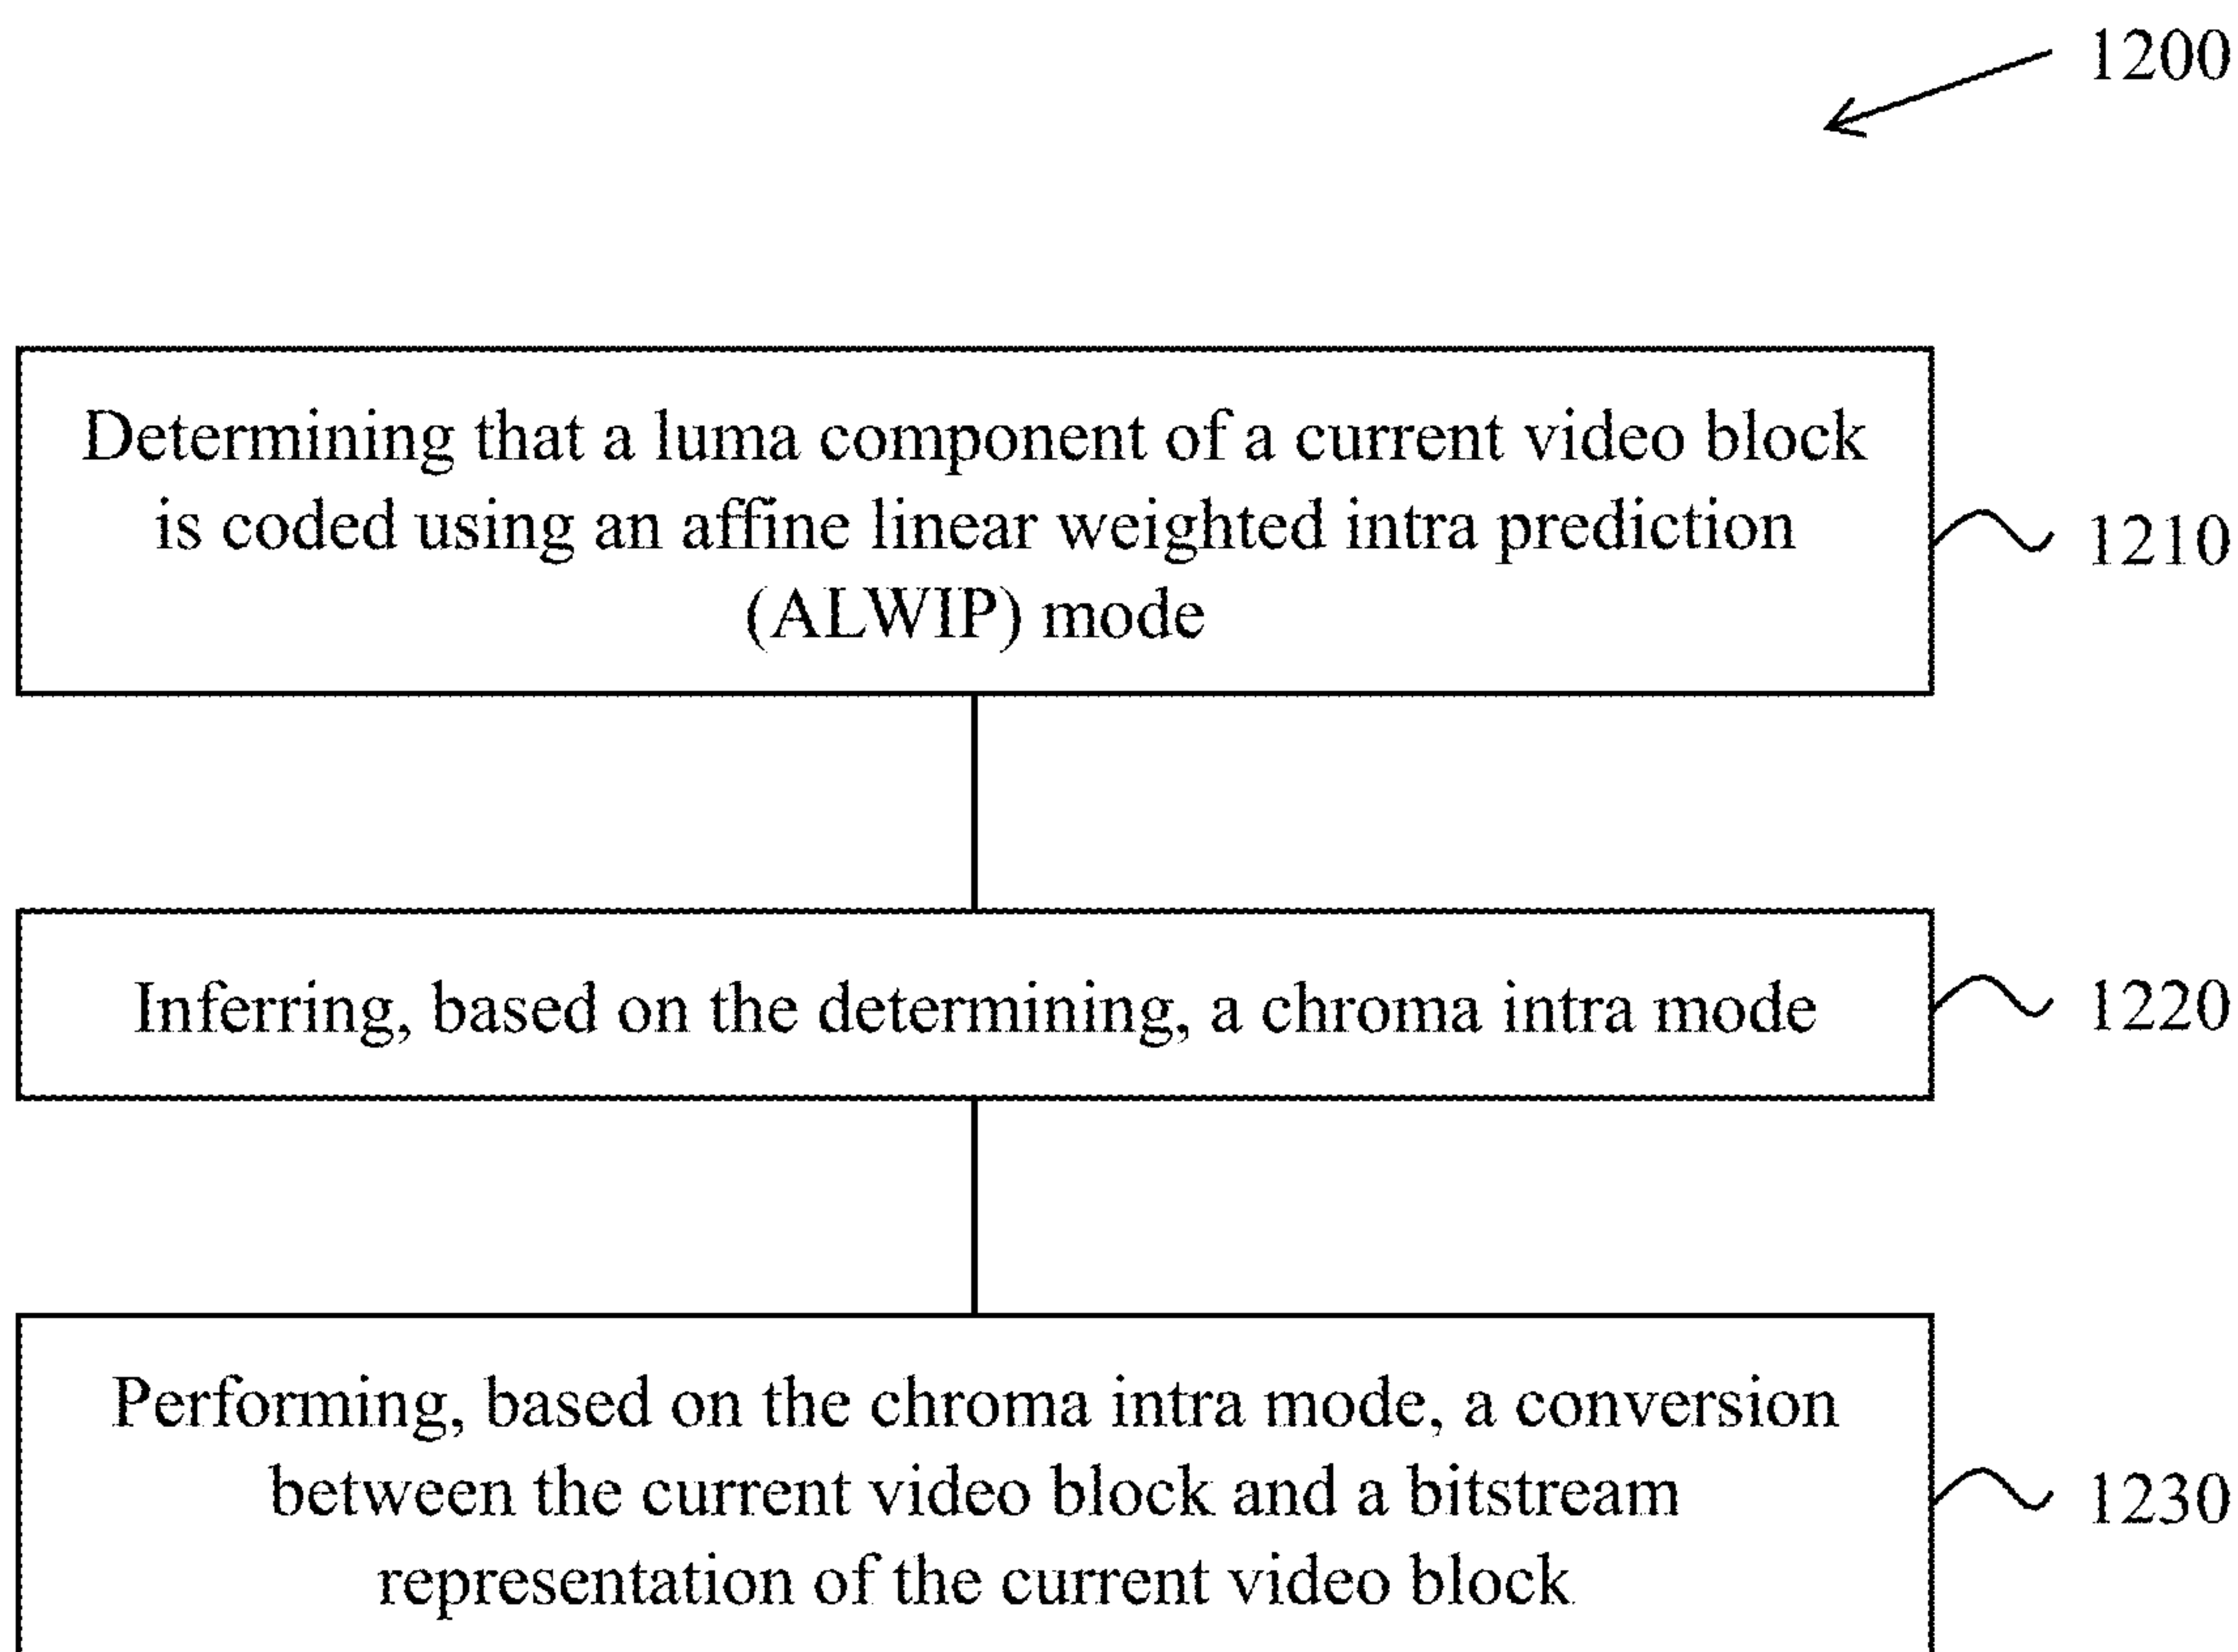 1200
Determining that a luma component of a current video block
is coded using an affine linear weighted intra prediction
(ALWIP) mode
1210
Inferring, based on the determining, a chroma intra mode
1220
Performing, based on the chroma intra mode, a conversion
between the current video block and a bitstream
representation of the current video block
1230